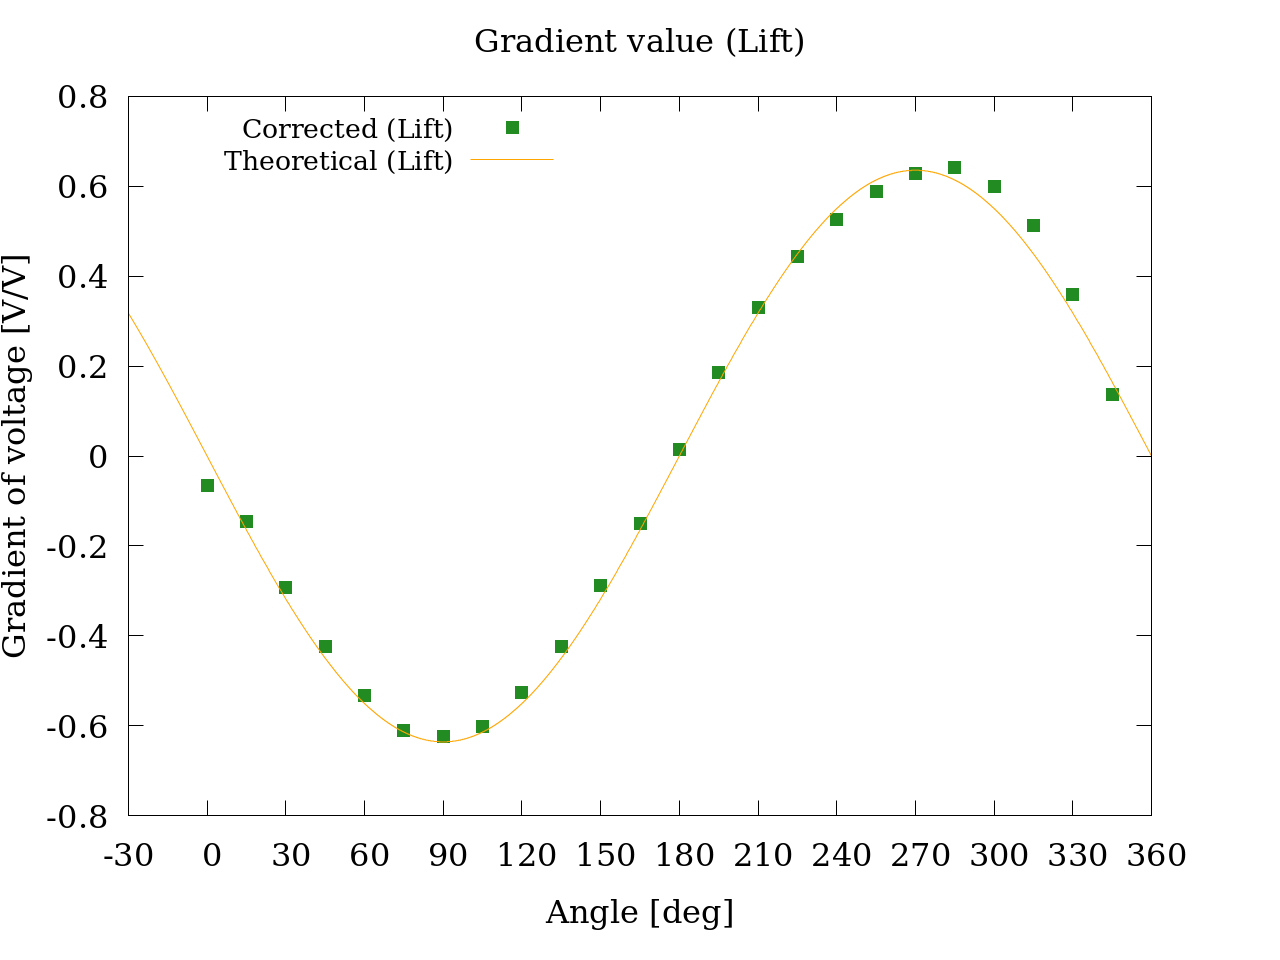 Gradient value (Lift)
Corrected (Lift)
Theoretical (Lift)
Gradient of voltage [V/V]
0.8
0.6
0.4
0.2
0
-0.2
-0.4
-0.6
-0.8
-30 0 30 60 90 120 150 180 210 240 270 300 330 360
Angle [deg]